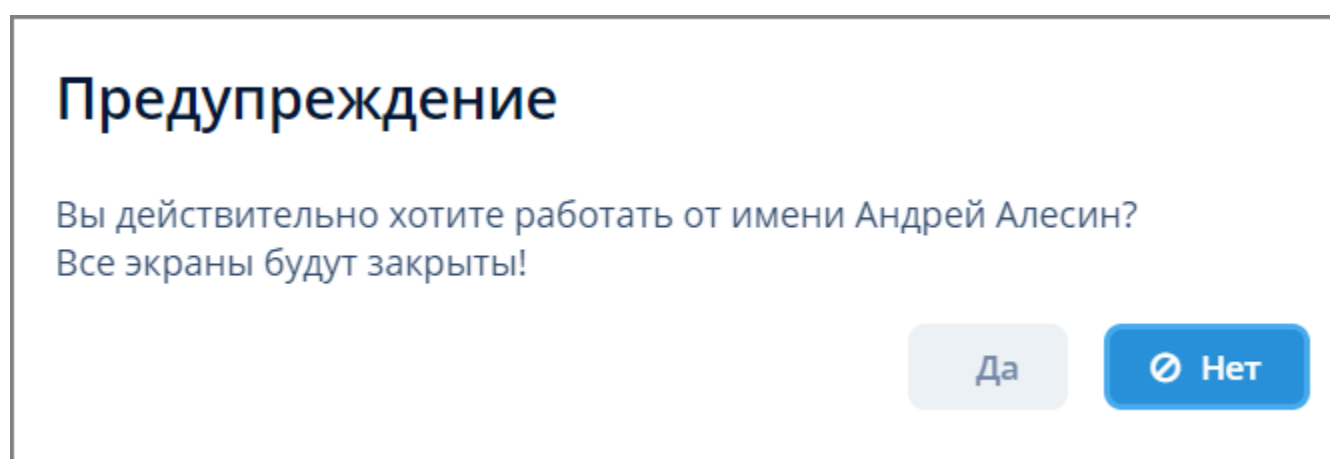 Предупреждение
Вы действительно хотите работать от имени Андрей Алесин?
Все экраны будут закрыты!
Да
Нет